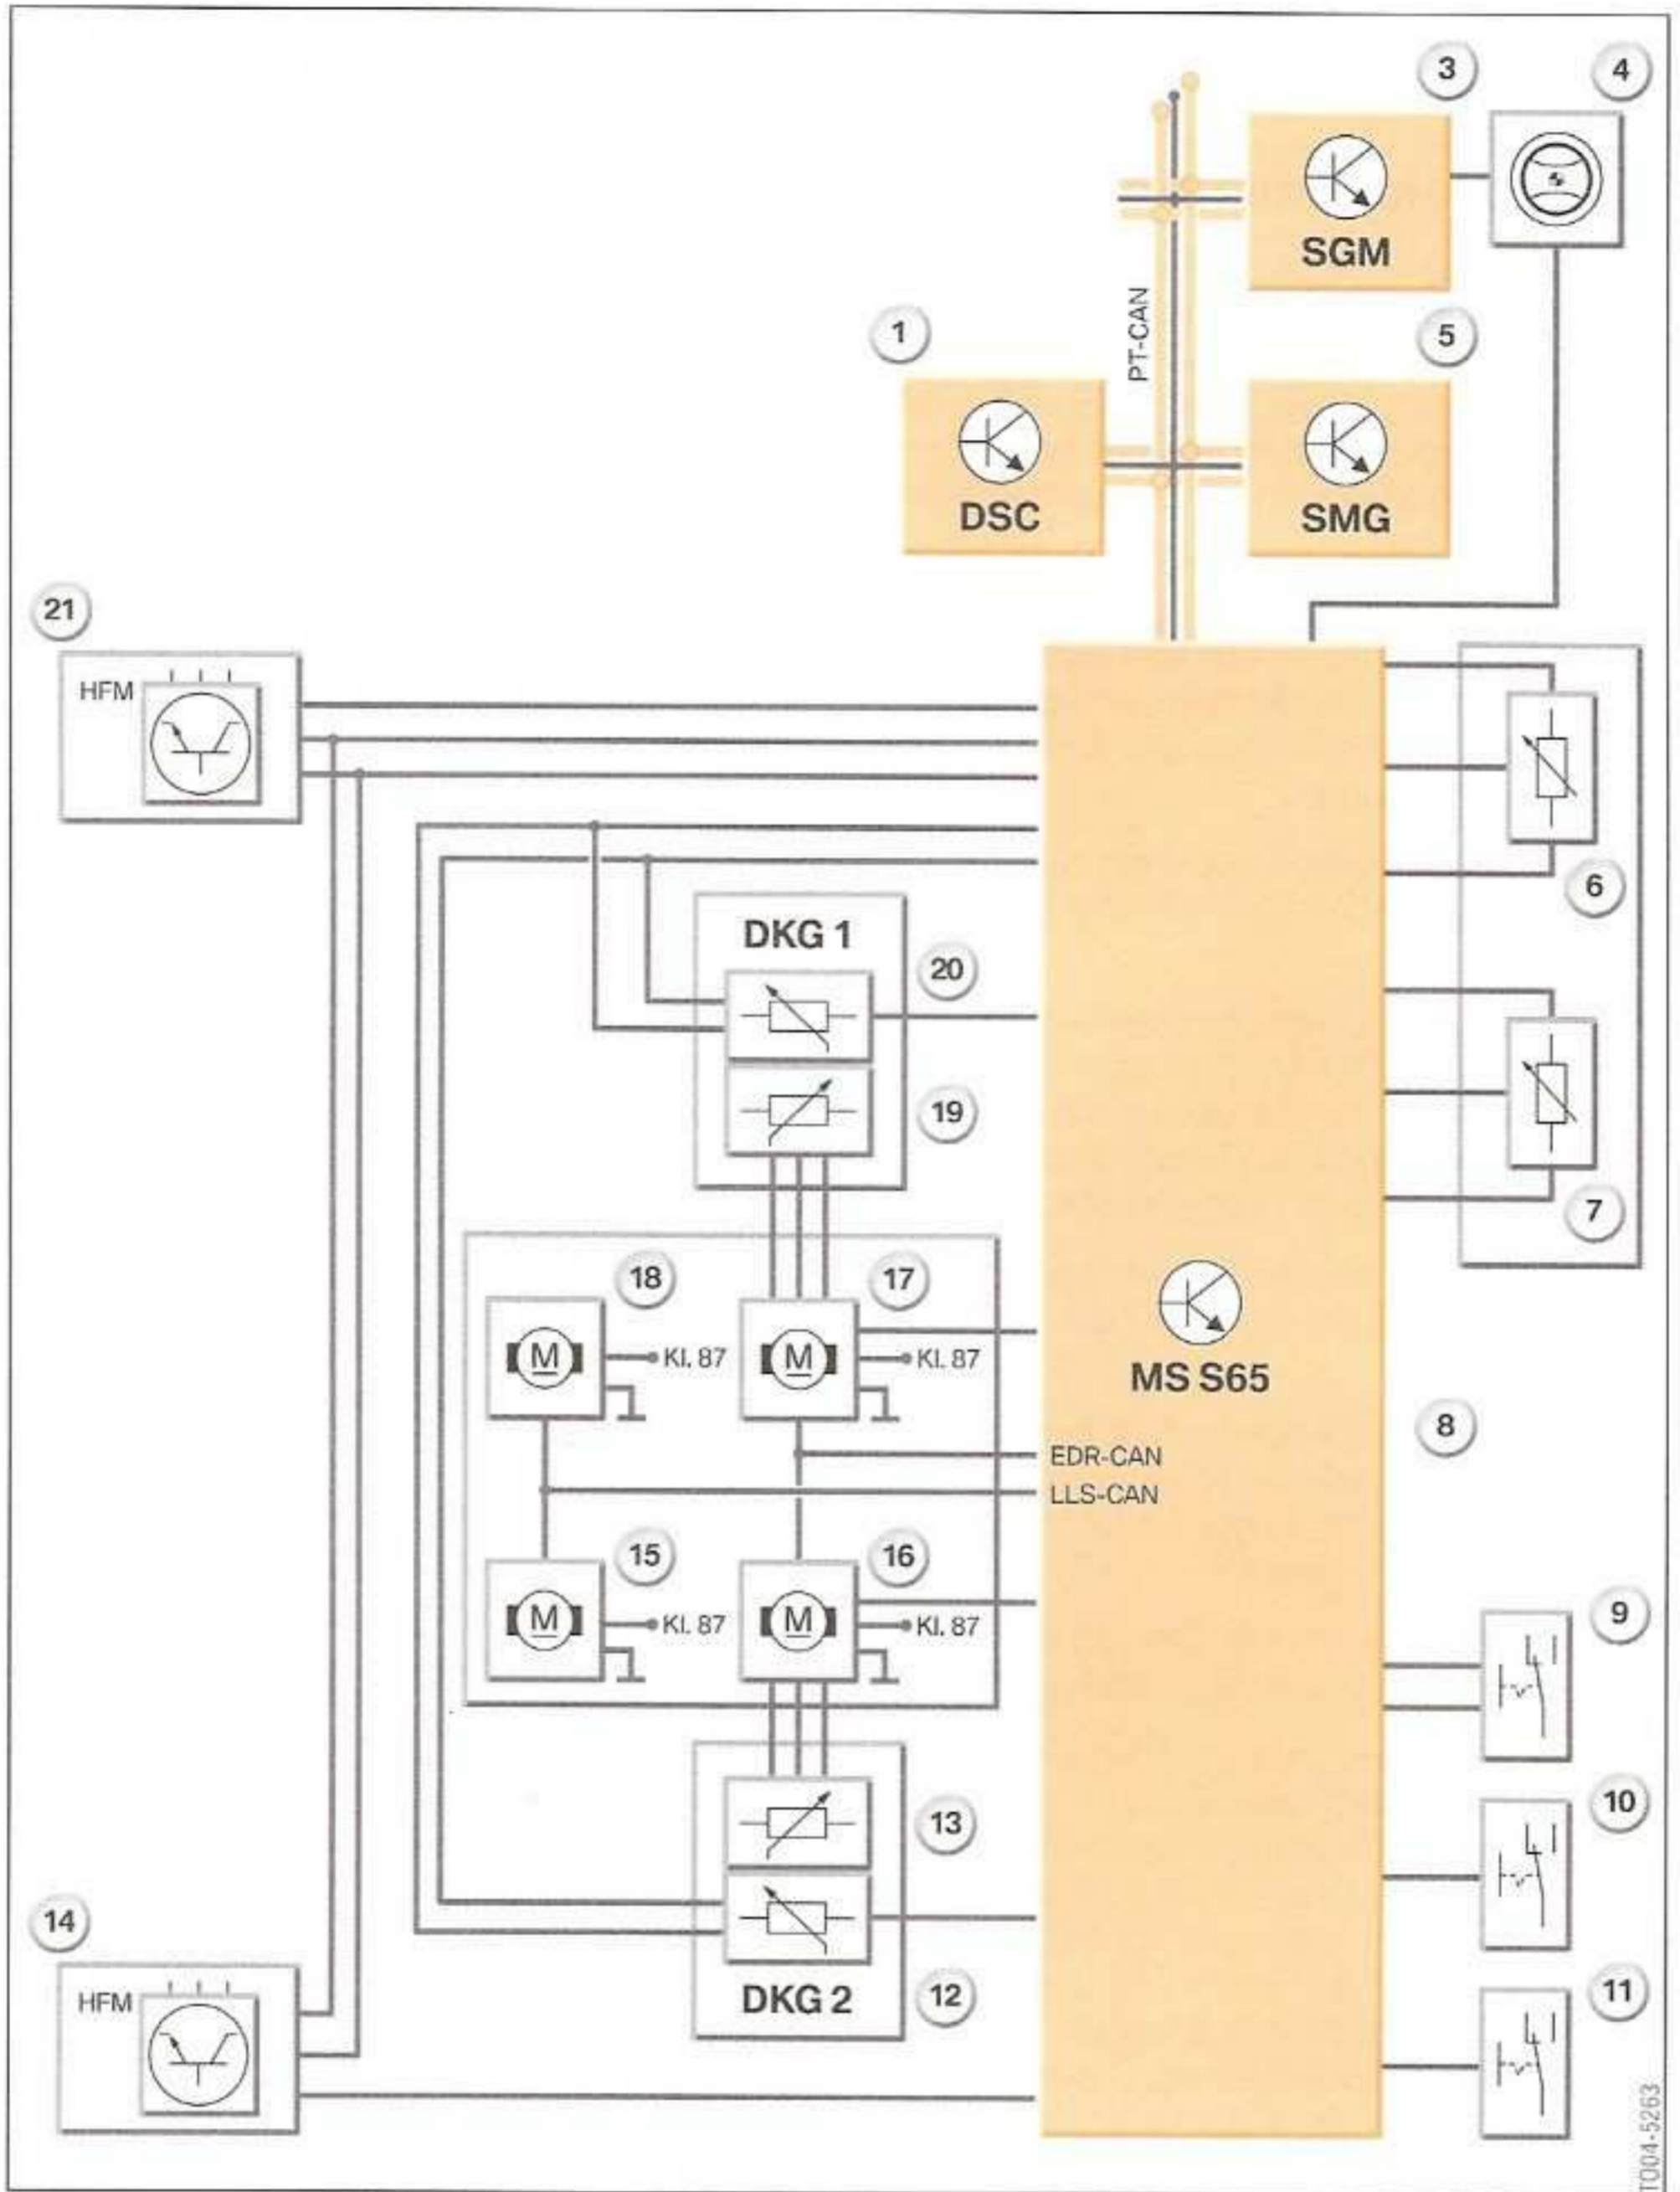 3
4
SGM
PT-CAN
1
5
DSC
SMG
21
HFM
6
DKG 1
20
19
7
18
17
Kl. 87
Kl. 87
MS S65
8
EDR-CAN
LLS-CAN
15
16
9
Kl. 87
Kl. 87
10
13
14
11
HFM
DKG 2
12
T004-5263